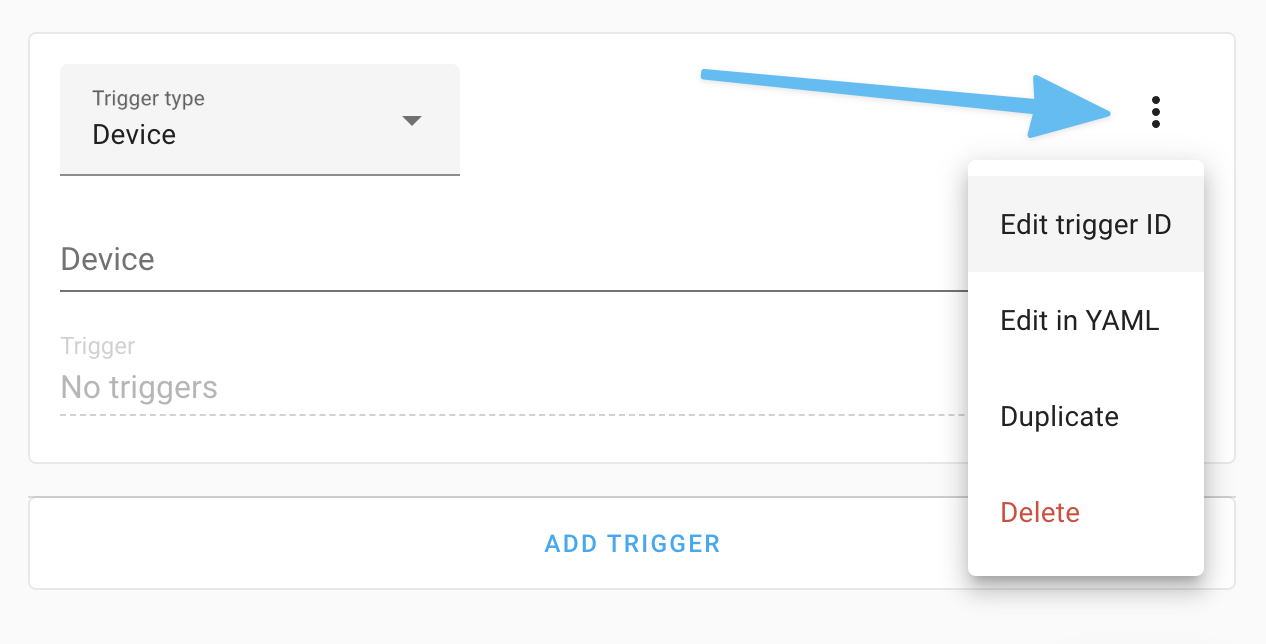 Trigger type
Device
Edit trigger ID
Device
Edit in YAML
Trigger
No triggers
Duplicate
Delete
ADD TRIGGER